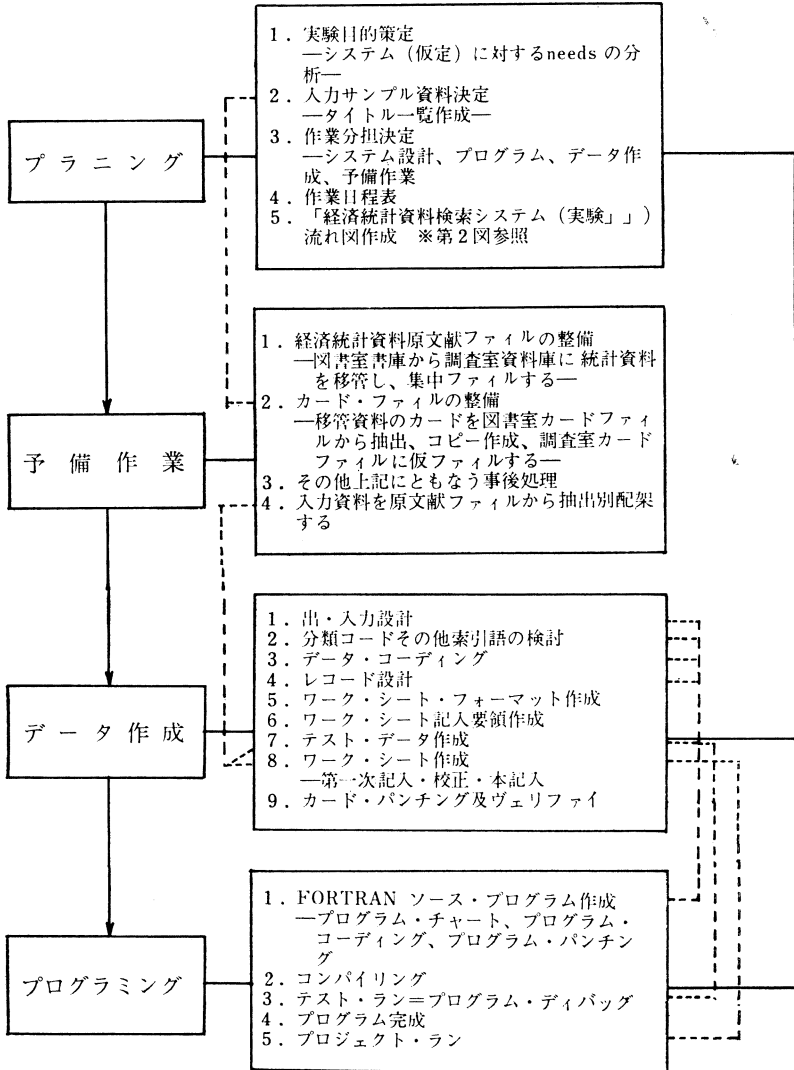 プラニング
1. 実験目的策定
―システム（仮定）に対するneeds の分
析―
2. 入力サンプル資料決定
―タイトル一覧作成―
3. 作業分担決定
―システム設計、プログラム、データ作
成、予備作業
4. 作業日程表
5. 「経済統計資料検索システム（実験」」）
流れ図作成　※第2図参照
予備作業
1. 経済統計資料原文献ファイルの整備
―図書室書庫から調査室資料庫に統計資料
を移管し、集中ファイルする―
2. カード・ファイルの整備
―移管資料のカードを図書室カードファイ
ルから抽出、コピー作成、調査室カード
ファイルに仮ファイルする―
3. その他上記にともなう事後処理
4. 入力資料を原文献ファイルから抽出別配架
する
データ作成
1. 出・入力設計
2. 分類コードその他索引語の検討
3. データ・コーディング
4. レコード設計
5. ワーク・シート・フォーマット作成
6. ワーク・シート記入要領作成
7. テスト・データ作成
8. ワーク・シート作成
―第一次記入・校正・本記入
9. カード・パンチング及ヴェリファイ
プログラミング
1. FORTRAN ソース・プログラム作成
―プログラム・チャート、プログラム・
コーディング、プログラム・パンチン
グ
2. コンパイリング
3. テスト・ラン＝プログラム・ディバッグ
4. プログラム完成
5. プロジェクト・ラン